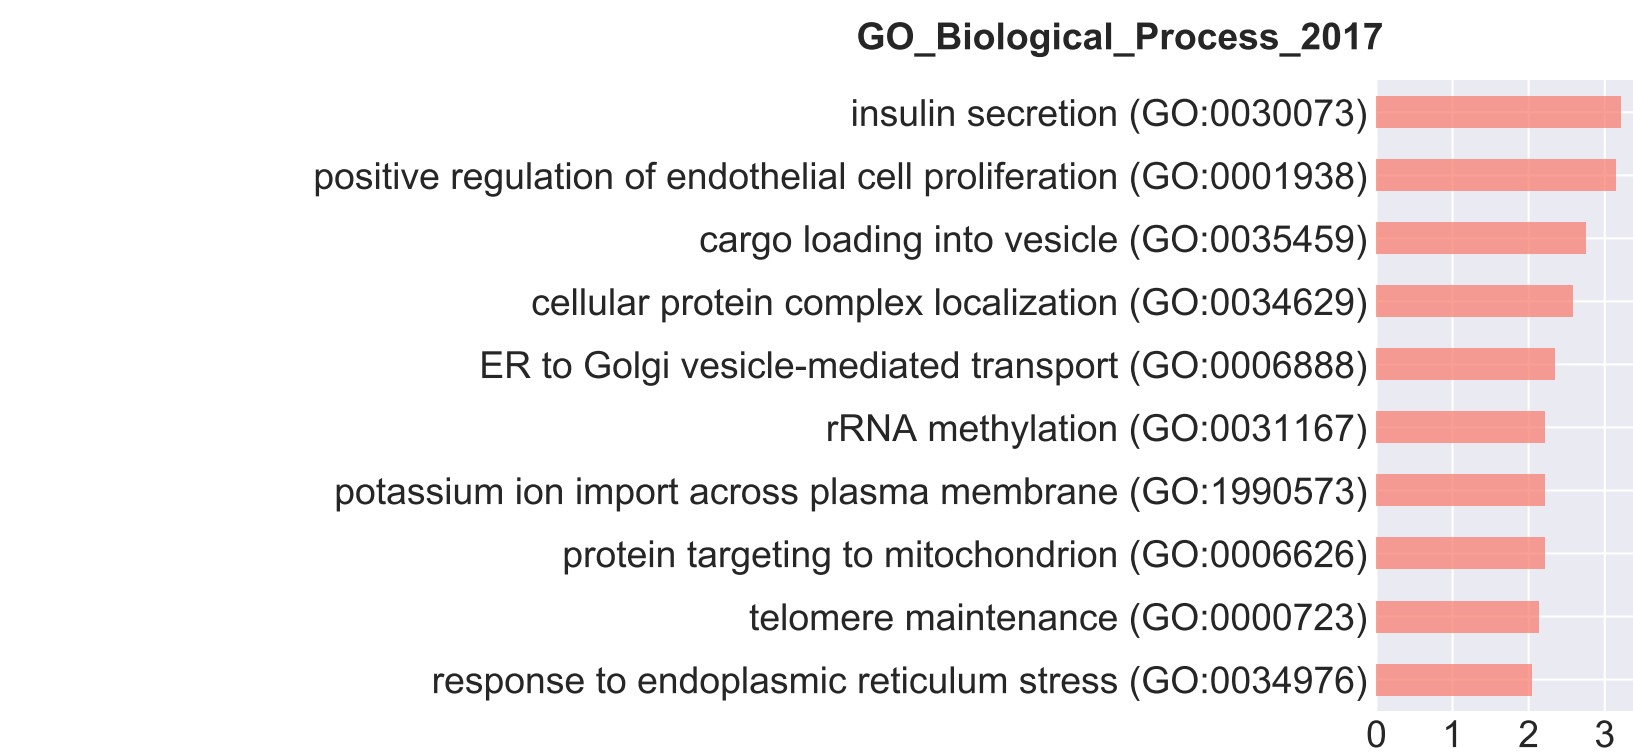 GO_Biological_Process_2017
insulin secretion (GO:0030073)
positive regulation of endothelial cell proliferation (GO:0001938)
cargo loading into vesicle (GO:0035459)
cellular protein complex localization (GO:0034629)
ER to Golgi vesicle-mediated transport (GO:0006888)
rRNA methylation (GO:0031167)
potassium ion import across plasma membrane (GO:1990573)
protein targeting to mitochondrion (GO:0006626)
telomere maintenance (GO:0000723)
response to endoplasmic reticulum stress (GO:0034976)
0 1 2 3